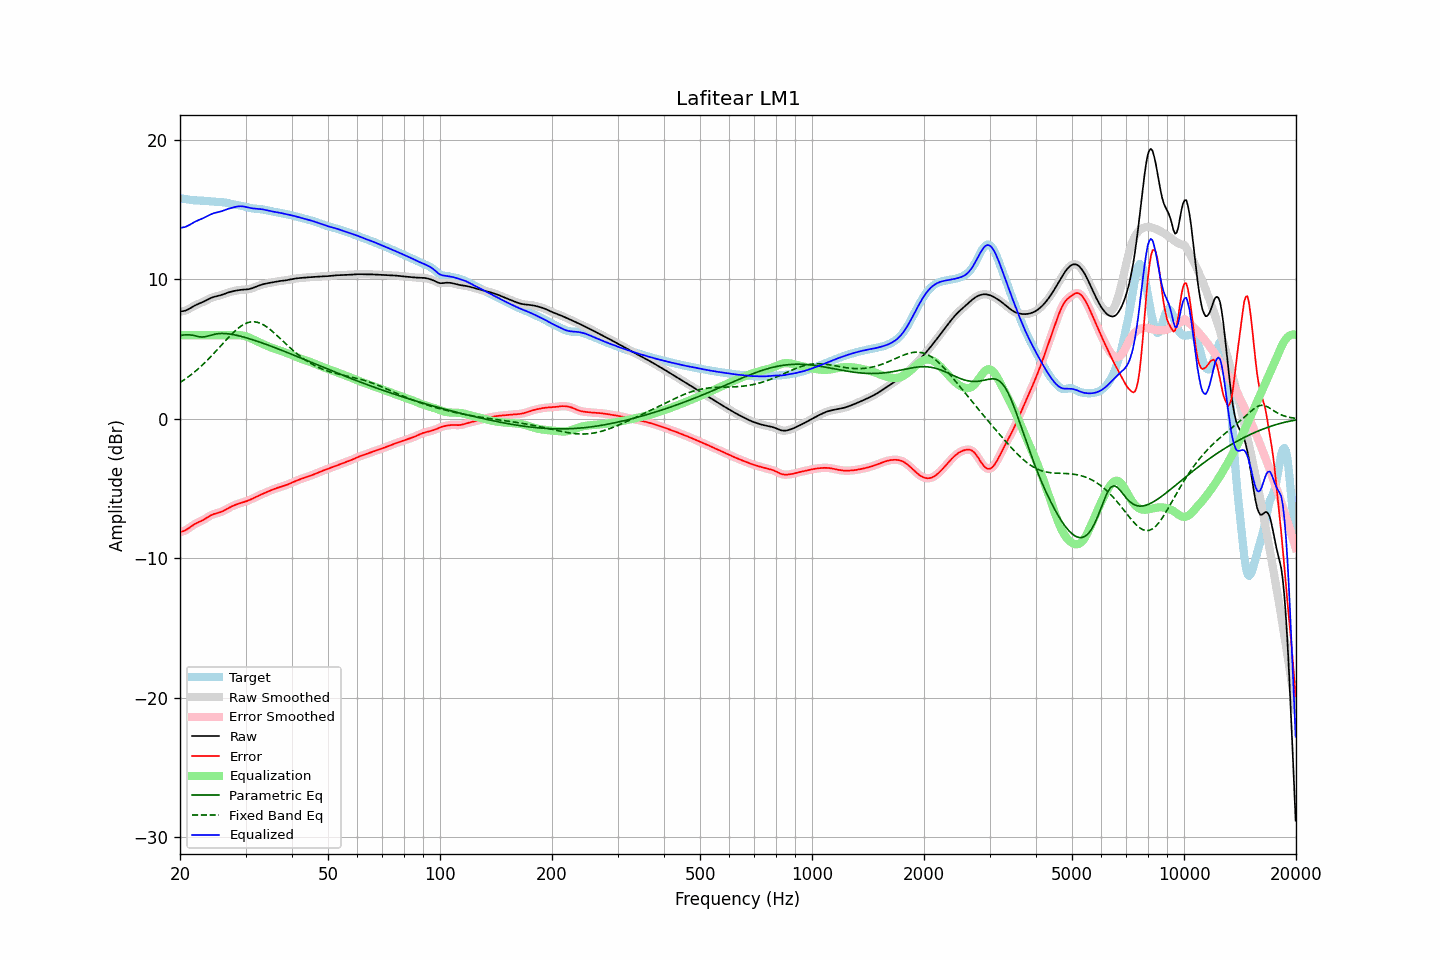 Lafitear LM1
20
10
0
−10
−20
−30
Amplitude (dBr)
Target
Raw Smoothed
Error Smoothed
Raw
Error
Equalization
Parametric Eq
Fixed Band Eq
Equalized
20
50
100
200
500
1000
2000
5000
10000
20000
Frequency (Hz)